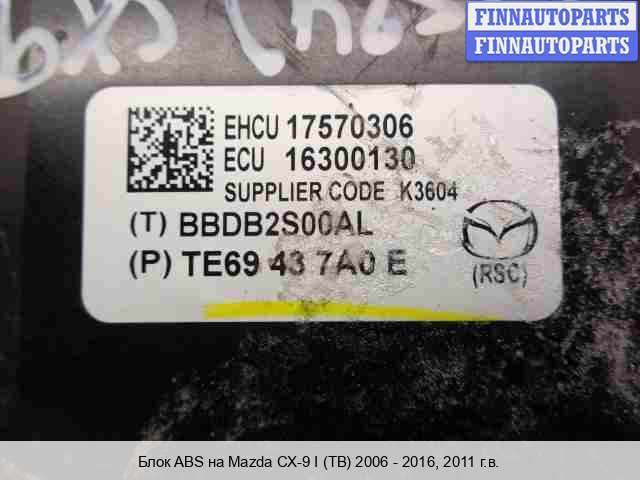 FINNAUTOPARTS
FINNAUTOPARTS
EHCU 17570306
ECU 16300130
SUPPLIER CODE K3604
(T) BBDB2S00AL
(P) TE69 43 7A0 E
(RSC)
Блок ABS на Mazda CX-9 I (TB) 2006 - 2016, 2011 г.в.